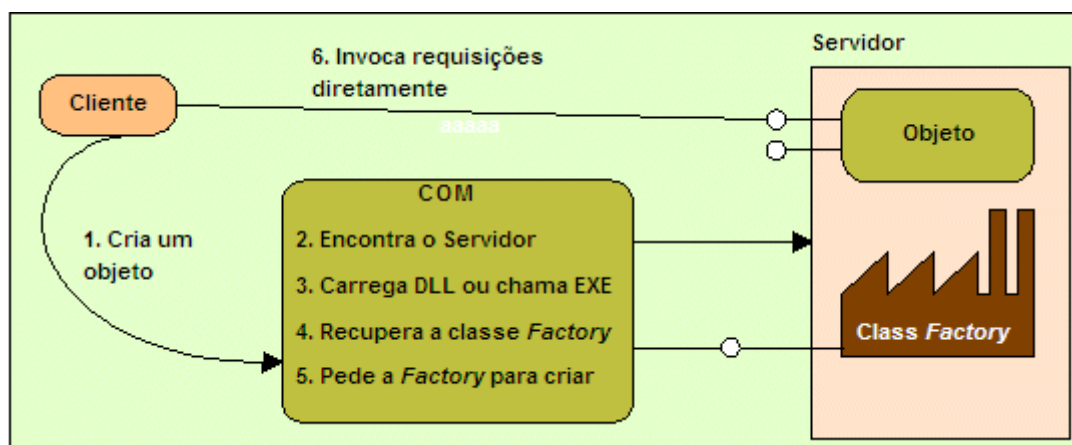 Servidor
6. Invoca requisições
diretamente
Cliente
aaaaa
Objeto
COM
1. Cria um
objeto
2. Encontra o Servidor
3. Carrega DLL ou chama EXE
4. Recupera a classe Factory
5. Pede a Factory para criar
Class Factory